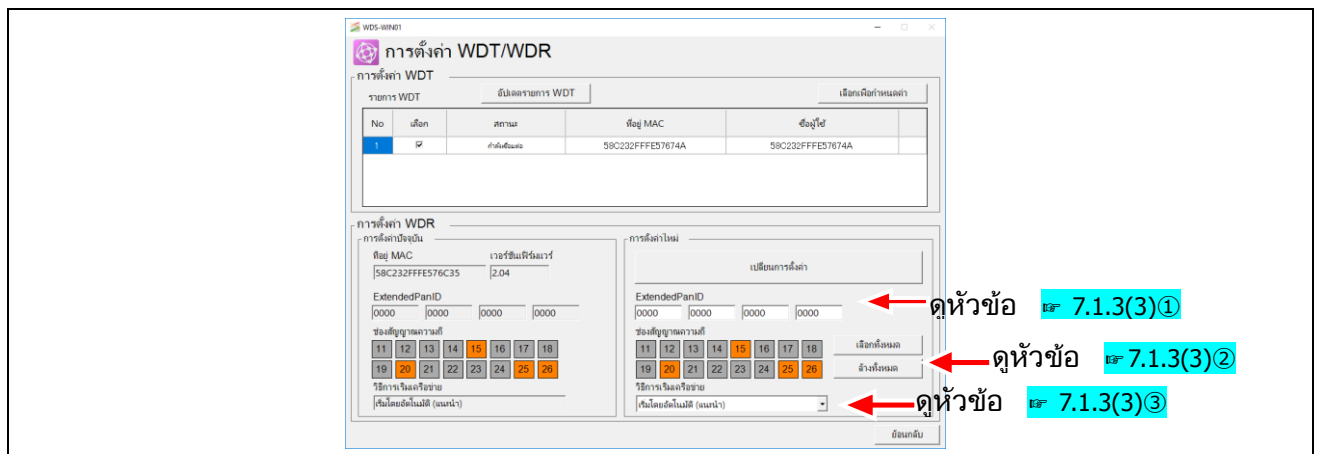 WDS-WIN01
การตั้งค่า WDT/WDR
การตั้งค่า WDT
รายการ WDT
อัปเดตรายการ WDT
เลือกเพื่อกำหนดค่า
No เลือก สถานะ ที่อยู่ MAC ชื่อผู้ใช้
1 กำลังเชื่อมต่อ 58C232FFFE57674A 58C232FFFE57674A
การตั้งค่า WDR
การตั้งค่าปัจจุบัน
ที่อยู่ MAC เวอร์ชันเฟิร์มแวร์
58C232FFFE576C35 2.04
ExtendedPanID
0000 0000 0000 0000
ช่องสัญญาณความถี่
11 12 13 14 15 16 17 18
19 20 21 22 23 24 25 26
วิธีการเริ่มเครือข่าย
เริ่มโดยอัตโนมัติ (แนะนำ)
การตั้งค่าใหม่
เปลี่ยนการตั้งค่า
ExtendedPanID
0000 0000 0000 0000
ดูหัวข้อ ☞ 7.1.3(3)①
ช่องสัญญาณความถี่
11 12 13 14 15 16 17 18
เลือกทั้งหมด
19 20 21 22 23 24 25 26
ล้างทั้งหมด
ดูหัวข้อ ☞ 7.1.3(3)②
วิธีการเริ่มเครือข่าย
เริ่มโดยอัตโนมัติ (แนะนำ)
ดูหัวข้อ ☞ 7.1.3(3)③
ย้อนกลับ